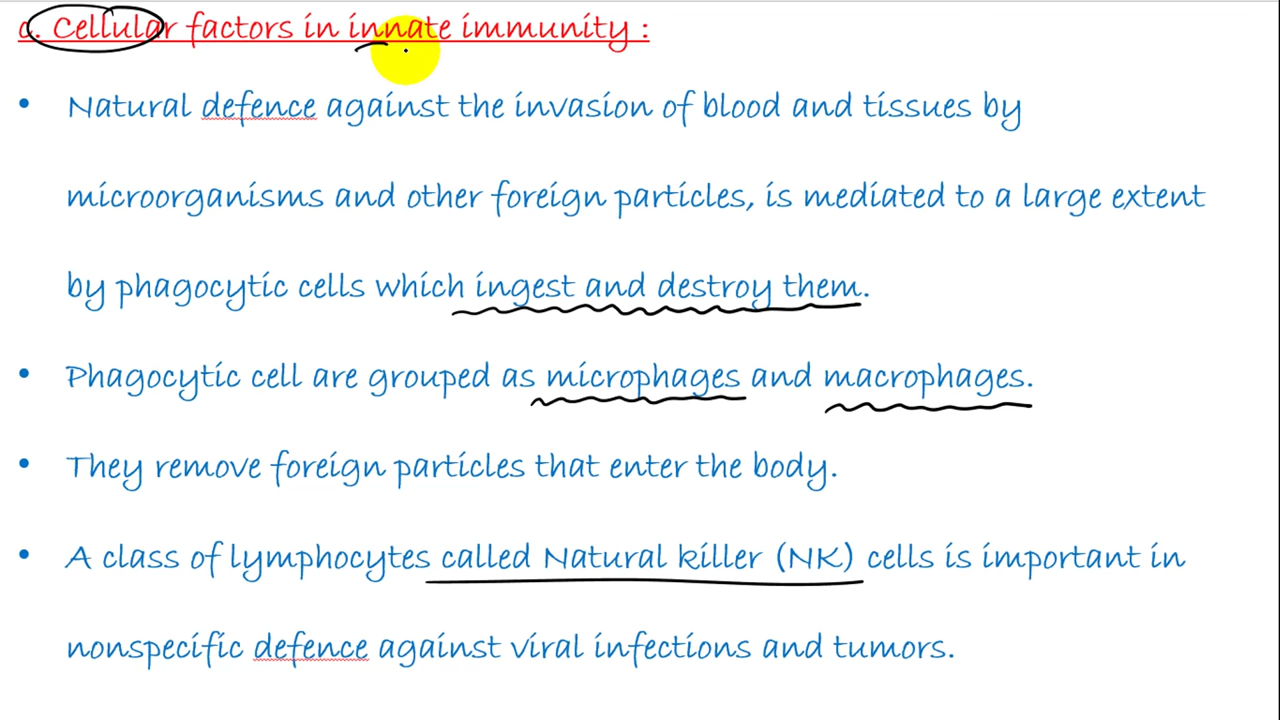 c. Cellular factors in innate immunity :
• Natural defence against the invasion of blood and tissues by
microorganisms and other foreign particles, is mediated to a large extent
by phagocytic cells which ingest and destroy them.
• Phagocytic cell are grouped as microphages and macrophages.
• They remove foreign particles that enter the body.
• A class of lymphocytes called Natural killer (NK) cells is important in
nonspecific defence against viral infections and tumors.